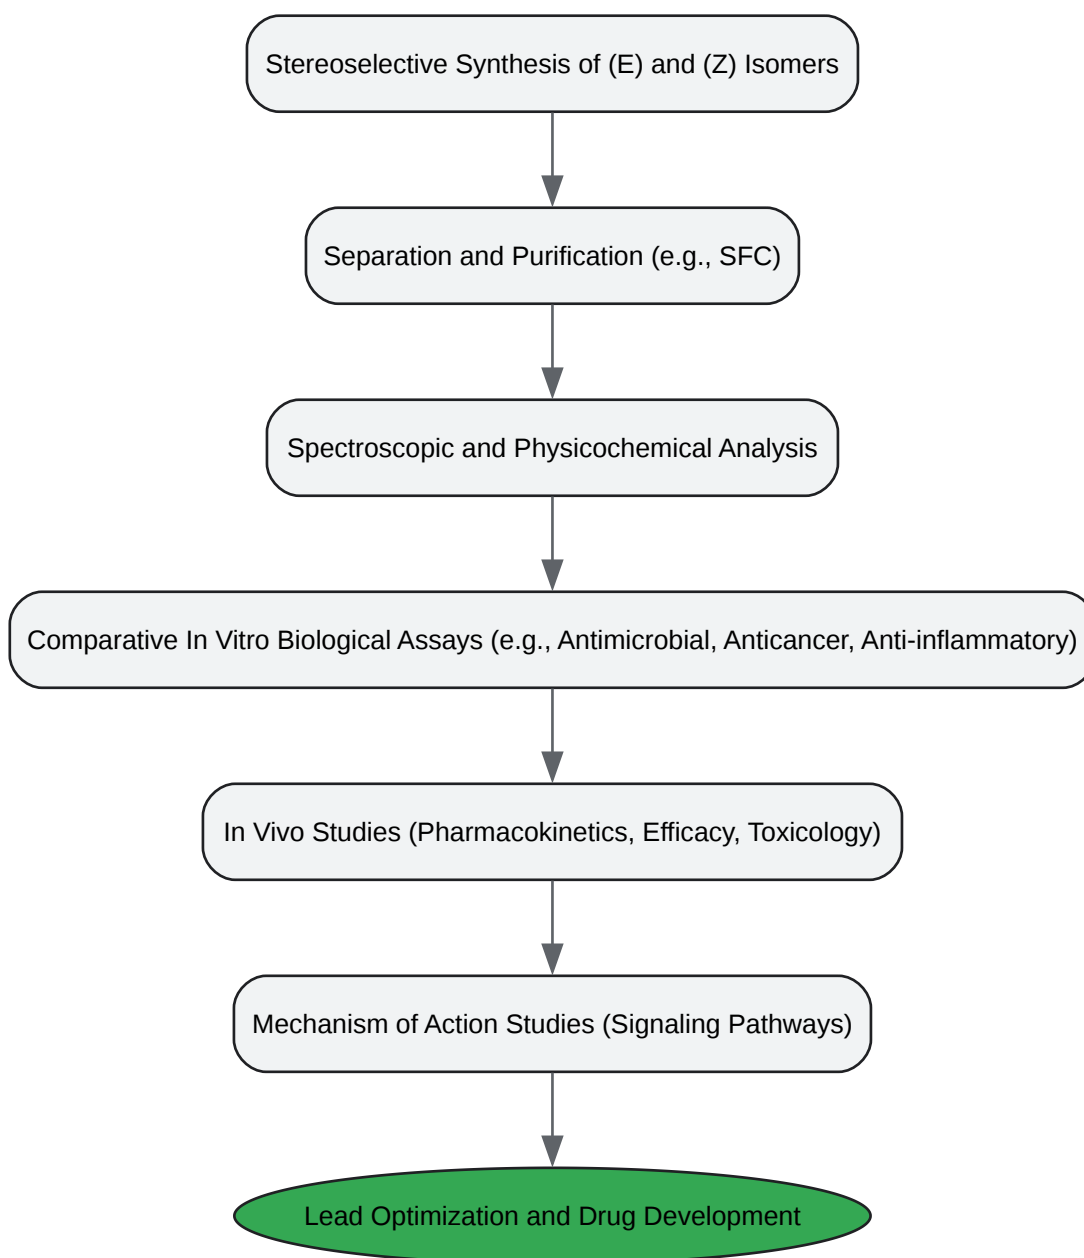 Stereoselective Synthesis of (E) and (Z) Isomers
Separation and Purification (e.g., SFC)
Spectroscopic and Physicochemical Analysis
Comparative In Vitro Biological Assays (e.g., Antimicrobial, Anticancer, Anti-inflammatory)
In Vivo Studies (Pharmacokinetics, Efficacy, Toxicology)
Mechanism of Action Studies (Signaling Pathways)
Lead Optimization and Drug Development